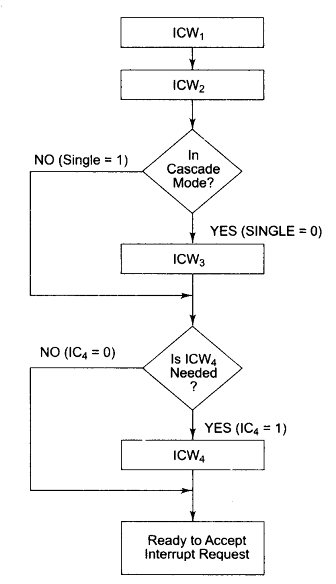 ICW₁
ICW₂
In
Cascade
Mode?
NO (Single = 1)
YES (SINGLE = 0)
ICW₃
NO (IC₄ = 0)
Is ICW₄
Needed
?
YES (IC₄ = 1)
ICW₄
Ready to Accept
Interrupt Request